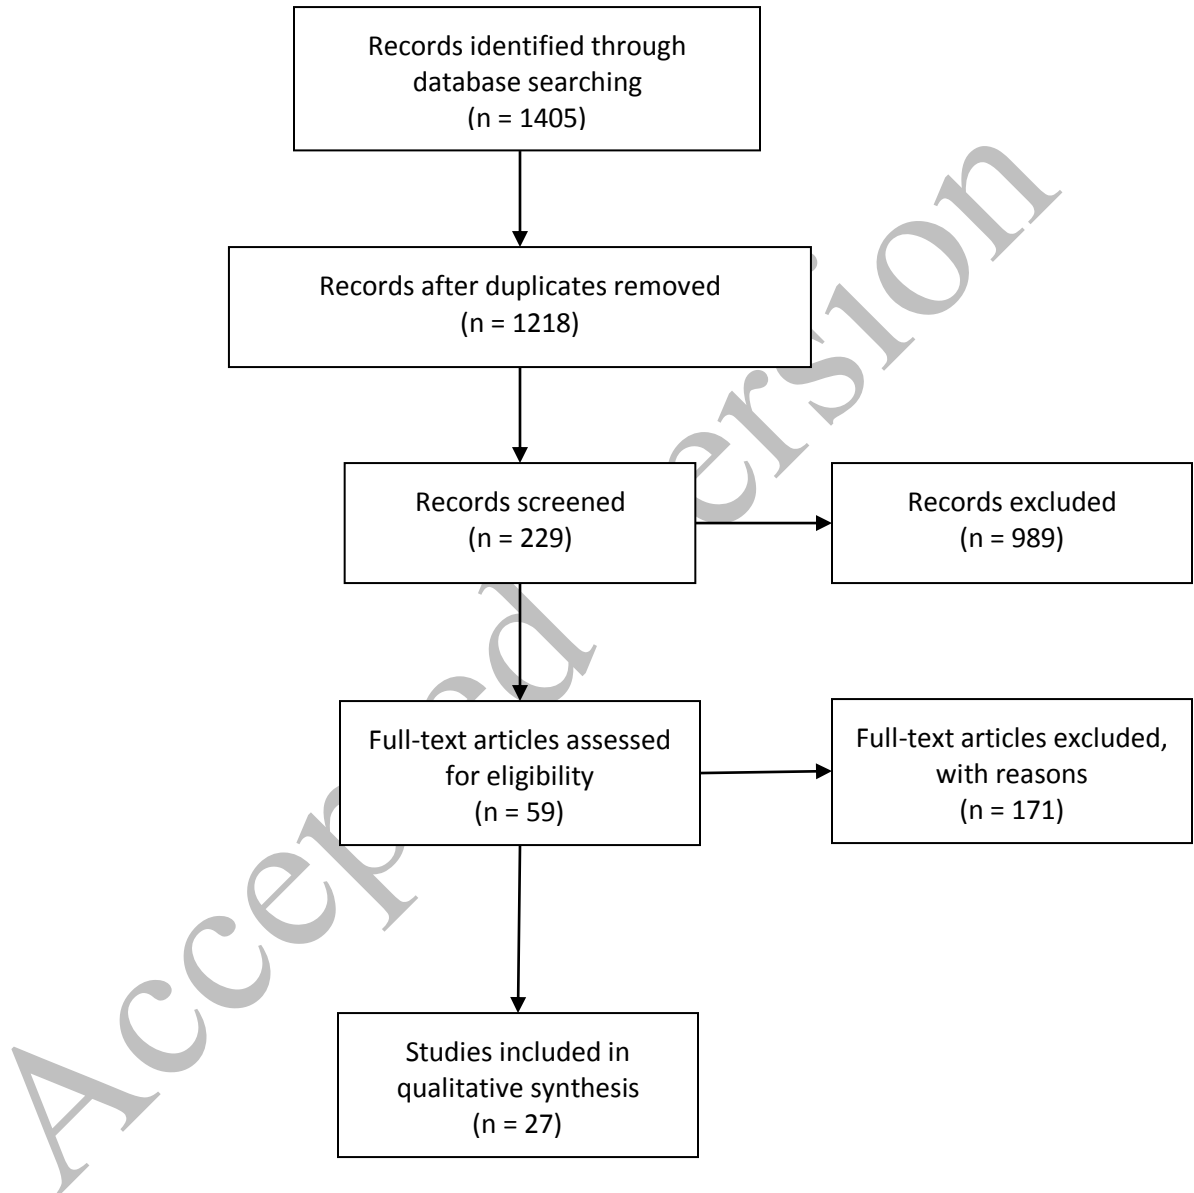 Records identified through
database searching
(n = 1405)
Records after duplicates removed
(n = 1218)
Records screened
(n = 229)
Records excluded
(n = 989)
Full-text articles assessed
for eligibility
(n = 59)
Full-text articles excluded,
with reasons
(n = 171)
Studies included in
qualitative synthesis
(n = 27)
Accepted Version